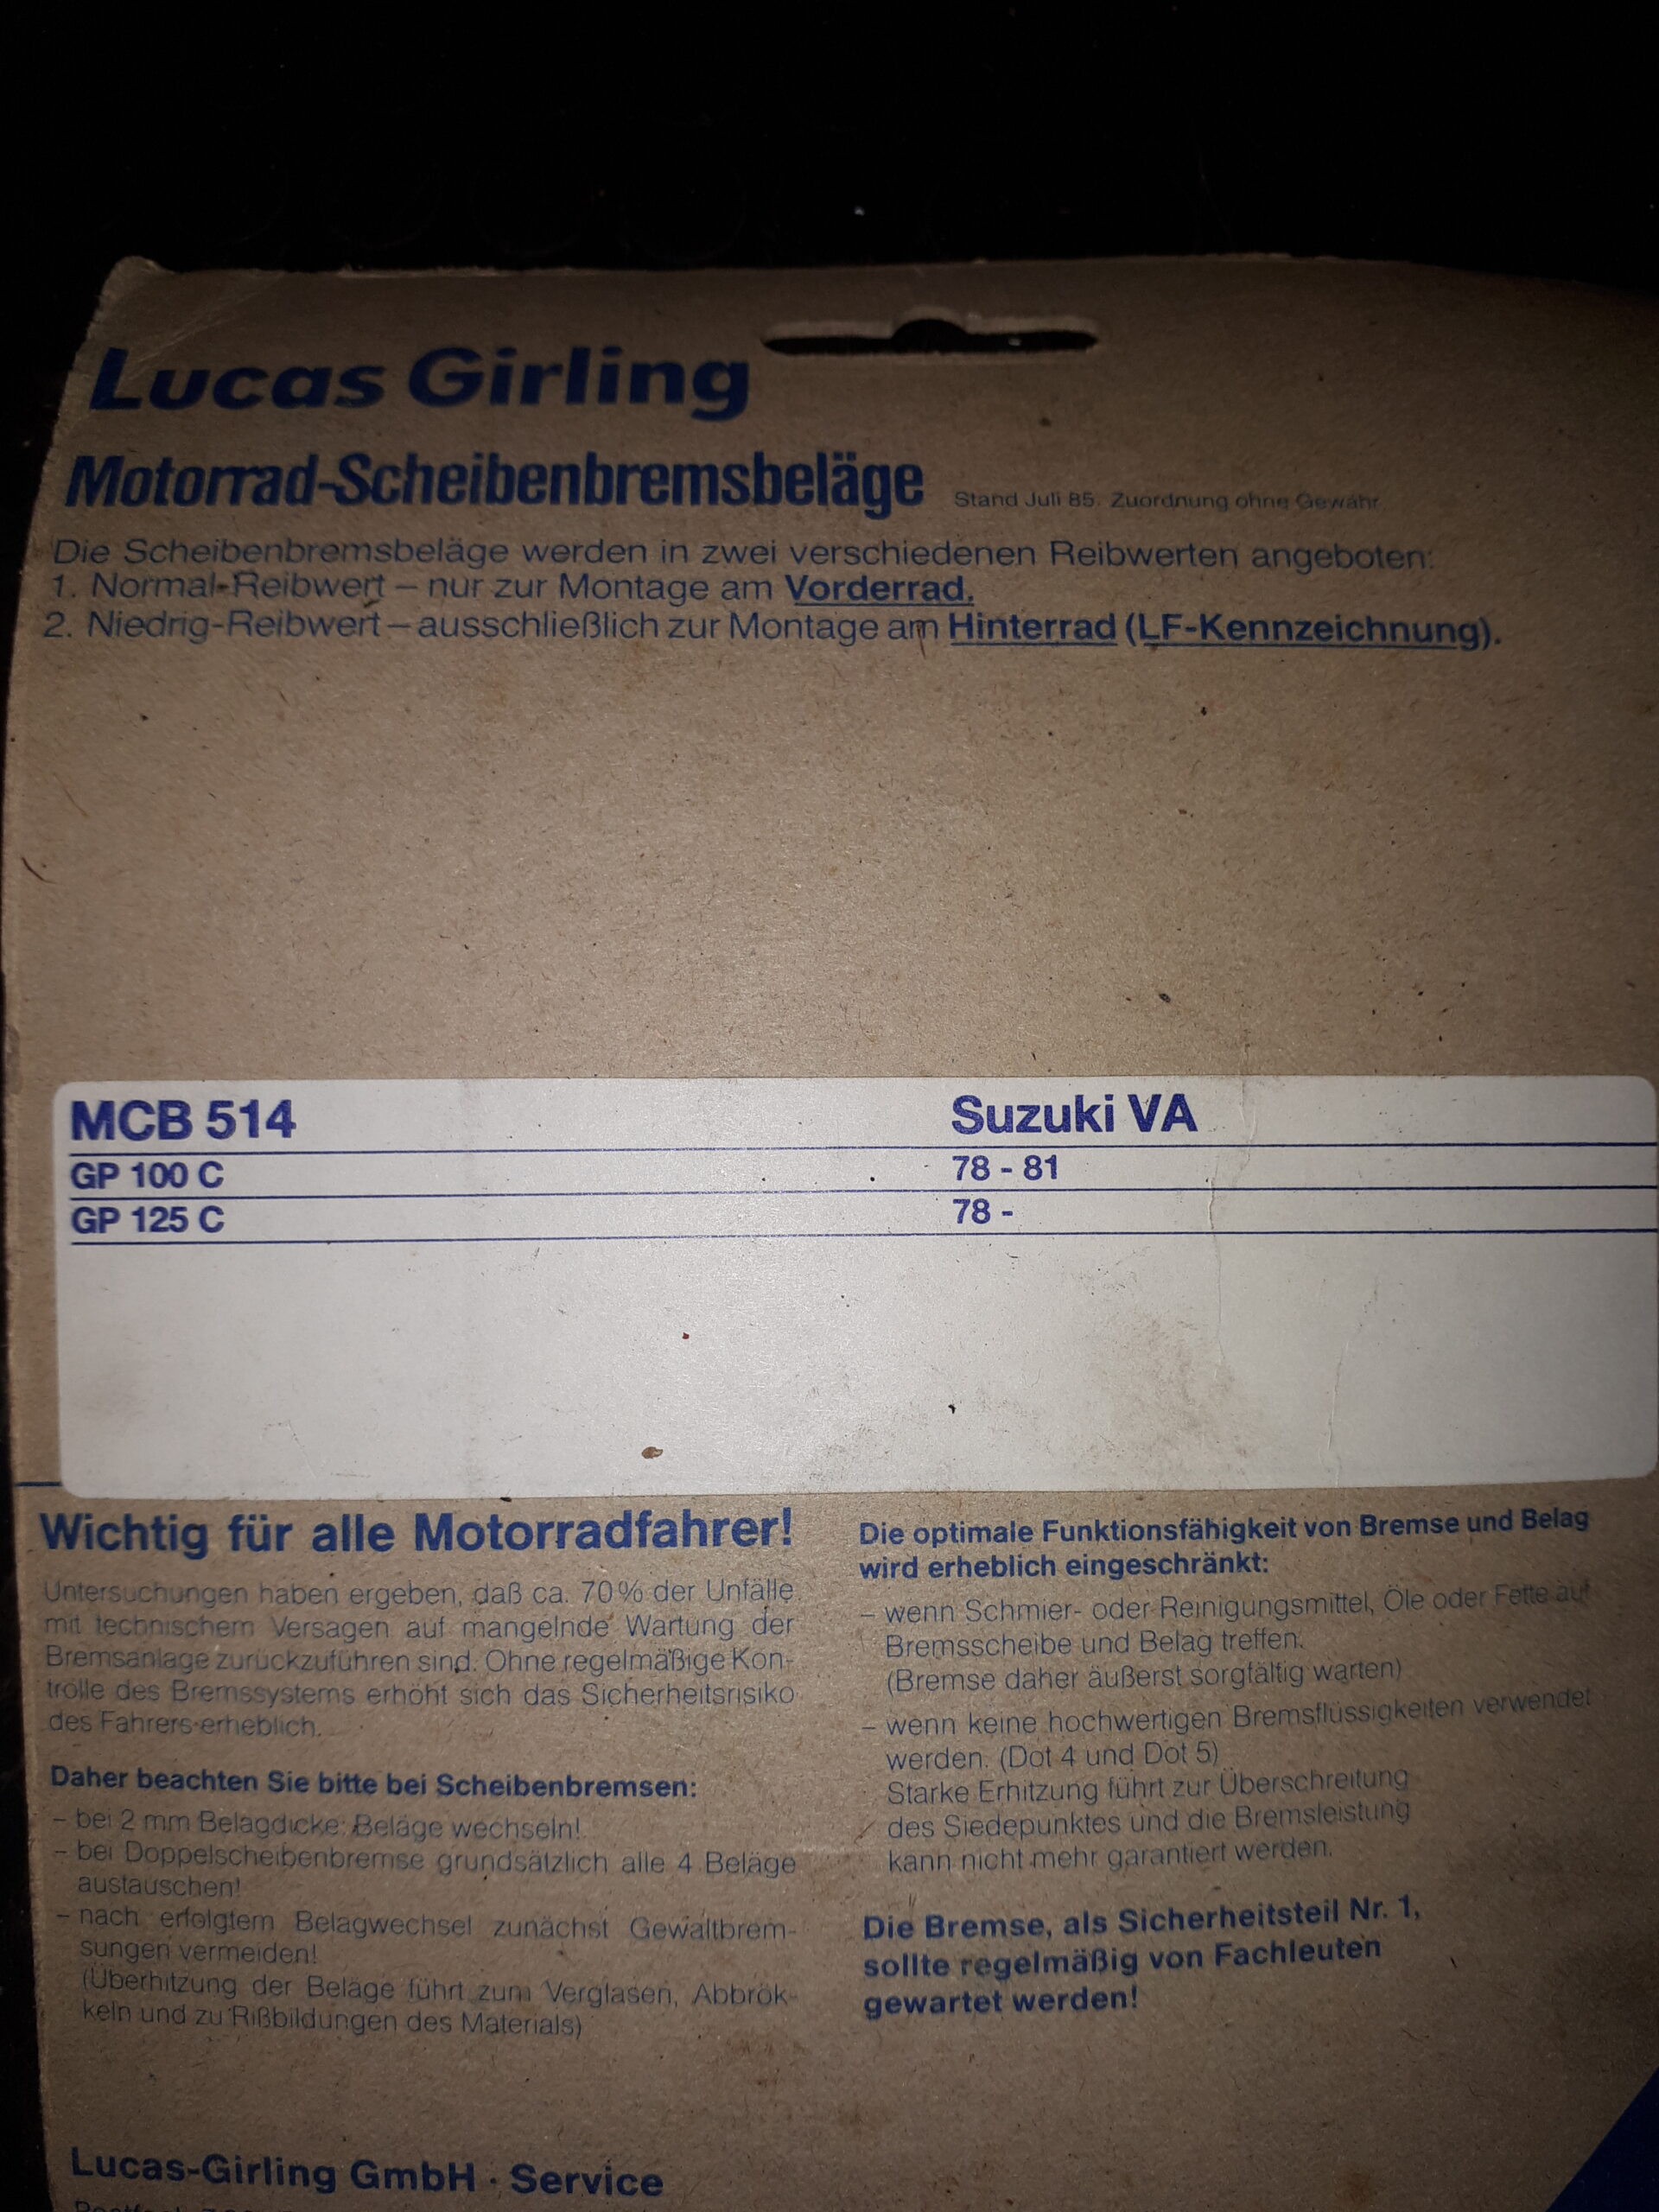 Lucas Girling
Motorrad-Scheibenbremsbeläge Stand Juli 85. Zuordnung ohne Gewähr.
Die Scheibenbremsbeläge werden in zwei verschiedenen Reibwerten angeboten:
1. Normal-Reibwert – nur zur Montage am Vorderrad.
2. Niedrig-Reibwert – ausschließlich zur Montage am Hinterrad (LF-Kennzeichnung).
MCB 514 Suzuki VA
GP 100 C 78 - 81
GP 125 C 78 -
Wichtig für alle Motorradfahrer!
Untersuchungen haben ergeben, daß ca. 70% der Unfälle
mit technischem Versagen auf mangelnde Wartung der
Bremsanlage zurückzuführen sind. Ohne regelmäßige Kon-
trolle des Bremssystems erhöht sich das Sicherheitsrisiko
des Fahrers erheblich.
Daher beachten Sie bitte bei Scheibenbremsen:
– bei 2 mm Belagdicke: Beläge wechseln!
– bei Doppelscheibenbremse grundsätzlich alle 4 Beläge
austauschen!
– nach erfolgtem Belagwechsel zunächst Gewaltbrem-
sungen vermeiden!
(Überhitzung der Beläge führt zum Verglasen, Abbrök-
keln und zu Rißbildungen des Materials)
Die optimale Funktionsfähigkeit von Bremse und Belag
wird erheblich eingeschränkt:
– wenn Schmier- oder Reinigungsmittel, Öle oder Fette auf
Bremsscheibe und Belag treffen.
(Bremse daher äußerst sorgfältig warten)
– wenn keine hochwertigen Bremsflüssigkeiten verwendet
werden. (Dot 4 und Dot 5)
Starke Erhitzung führt zur Überschreitung
des Siedepunktes und die Bremsleistung
kann nicht mehr garantiert werden.
Die Bremse, als Sicherheitsteil Nr. 1,
sollte regelmäßig von Fachleuten
gewartet werden!
Lucas-Girling GmbH · Service